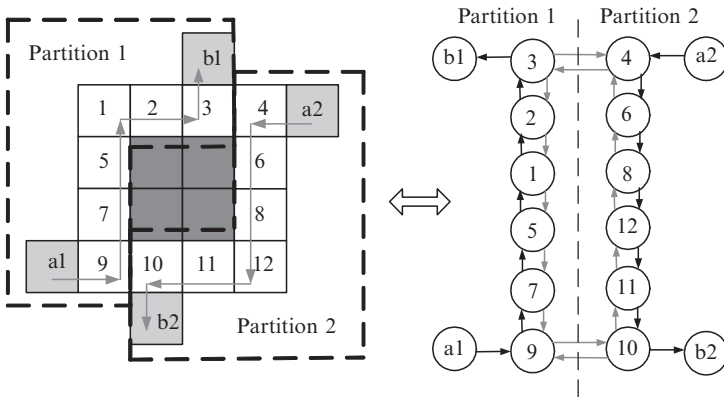 Partition 1
b1
1 2 3 4 a2
5 6
7 8
a1 9 10 11 12
b2
Partition 2
Partition 1 Partition 2
b1 3 4 a2
2 6
1 8
5 12
7 11
a1 9 10 b2